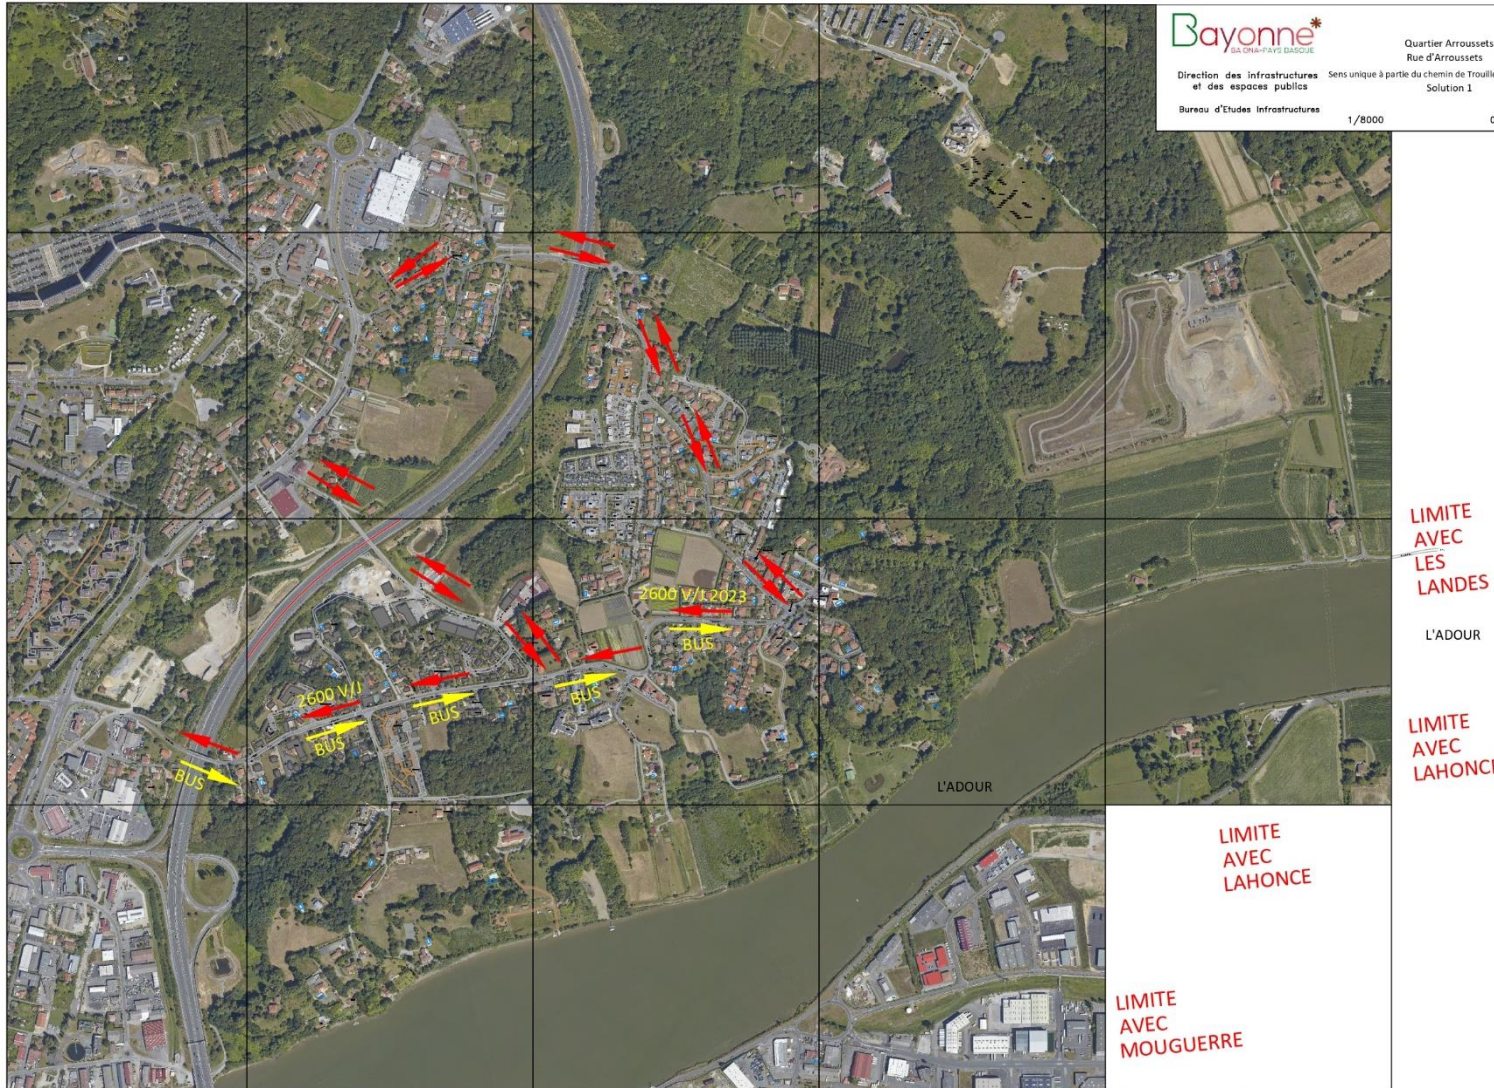 Bayonne
BAIONA-PAYS BASQUE
Direction des infrastructures
et des espaces publics
Bureau d'Etudes Infrastructures
Quartier Arroussets
Rue d'Arroussets
Sens unique à partie du chemin de
Solution 1
1/8000
LIMITE
AVEC
LES
LANDES
L'ADOUR
2600 V/J 2023
BUS
BUS
2600 V/J
BUS
BUS
BUS
L'ADOUR
LIMITE
AVEC
LAHONCE
LIMITE
AVEC
LAHONCE
LIMITE
AVEC
MOUGUERRE